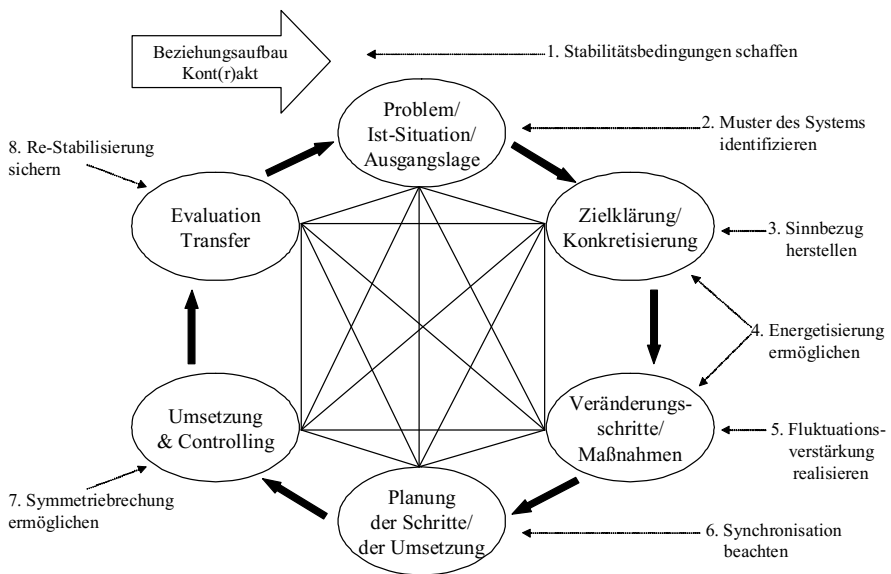 Beziehungsaufbau
Kont(r)akt
1. Stabilitätsbedingungen schaffen
Problem/
Ist-Situation/
Ausgangslage
2. Muster des Systems
identifizieren
8. Re-Stabilisierung
sichern
Evaluation
Transfer
Zielklärung/
Konkretisierung
3. Sinnbezug
herstellen
4. Energetisierung
ermöglichen
Umsetzung
& Controlling
Veränderungs-
schritte/
Maßnahmen
5. Fluktuations-
verstärkung
realisieren
7. Symmetriebrechung
ermöglichen
Planung
der Schritte/
der Umsetzung
6. Synchronisation
beachten